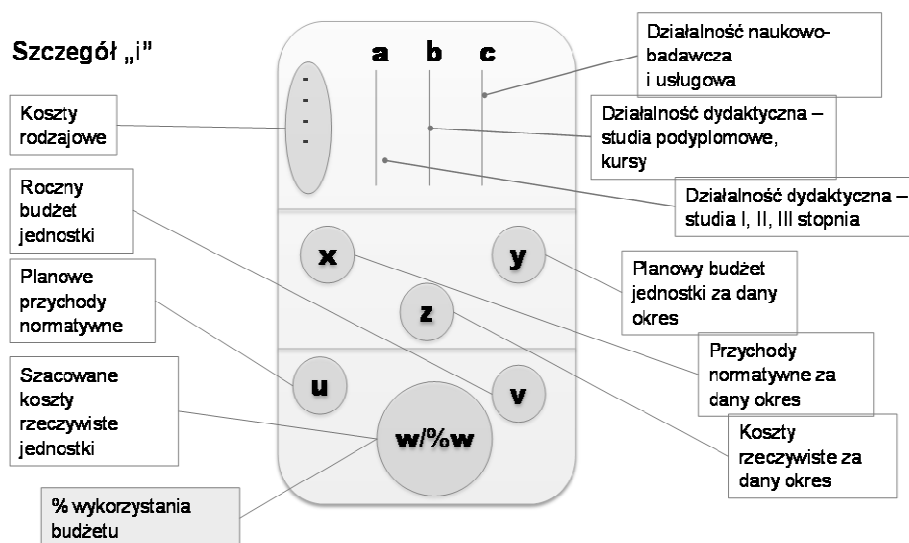 Szczegół „i”
Koszty
rodzajowe
Roczny
budżet
jednostki
Planowe
przychody
normatywne
Szacowane
koszty
rzeczywiste
jednostki
% wykorzystania
budżetu
a b c
-
-
-
-
x
y
z
u
v
w/%w
Działalność naukowo-
badawcza
i usługowa
Działalność dydaktyczna –
studia podyplomowe,
kursy
Działalność dydaktyczna –
studia I, II, III stopnia
Planowy budżet
jednostki za dany
okres
Przychody
normatywne za
dany okres
Koszty
rzeczywiste za
dany okres